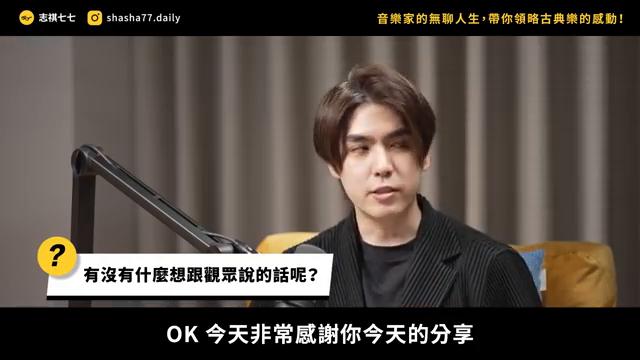 志祺七七
shasha77.daily
音樂家的無聊人生，帶你領略古典樂的感動！
?
有沒有什麼想跟觀眾說的話呢？
OK 今天非常感謝你今天的分享